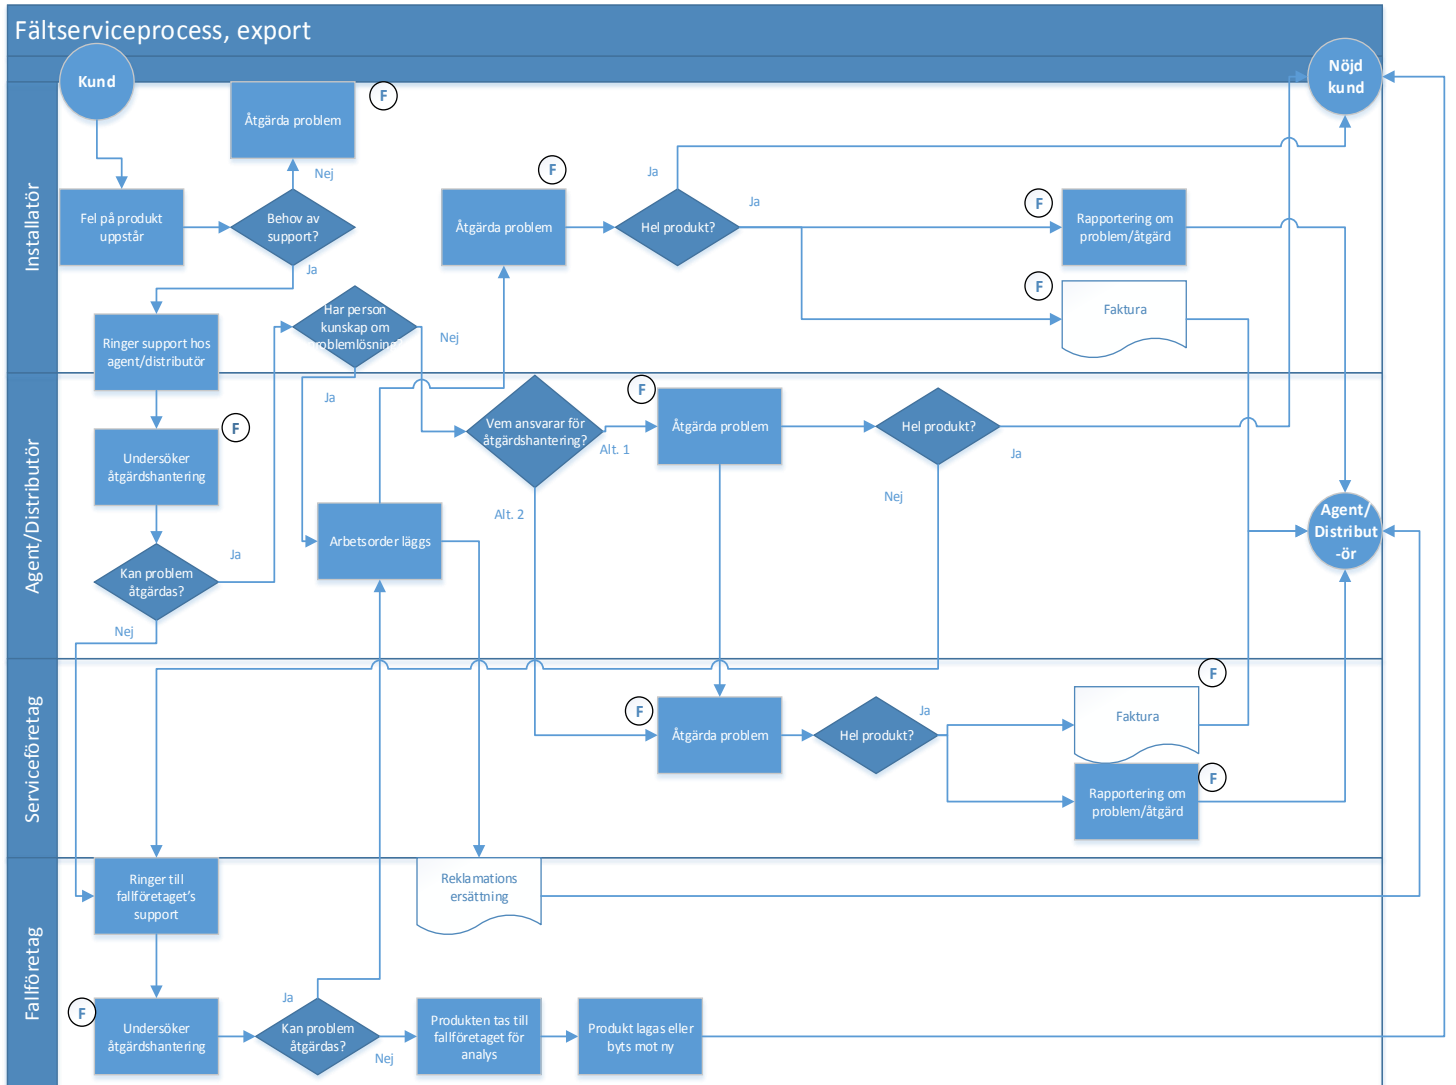 Fältserviceprocess, export
Kund
Nöjd
kund
Installatör
Åtgärda problem
F
Nej
Fel på produkt
uppstår
Behov av
support?
Ja
Åtgärda problem
F
Hel produkt?
Ja
Ja
F
Rapportering om
problem/åtgärd
F
Faktura
Ringer support hos
agent/distributör
Har person
kunskap om
problemlösning?
Nej
Ja
Agent/Distributör
F
Undersöker
åtgärdshantering
Kan problem
åtgärdas?
Ja
Nej
Arbetsorder läggs
Vem ansvarar för
åtgärdshantering?
Alt. 1
Alt. 2
F
Åtgärda problem
Hel produkt?
Ja
Nej
Agent/
Distribut
-ör
Serviceföretag
F
Åtgärda problem
Hel produkt?
Ja
F
Faktura
F
Rapportering om
problem/åtgärd
Fallföretag
Ringer till
fallföretaget's
support
Reklamations
ersättning
F
Undersöker
åtgärdshantering
Ja
Kan problem
åtgärdas?
Nej
Produkten tas till
fallföretaget för
analys
Produkt lagas eller
byts mot ny